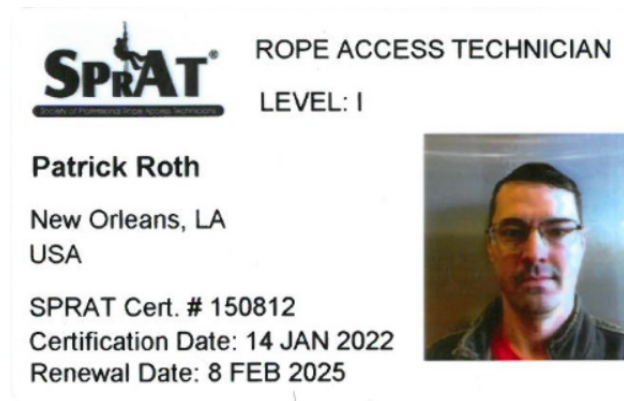 SPRAT®
Society of Professional Rope Access Technicians
ROPE ACCESS TECHNICIAN
LEVEL: I
Patrick Roth
New Orleans, LA
USA
SPRAT Cert. # 150812
Certification Date: 14 JAN 2022
Renewal Date: 8 FEB 2025